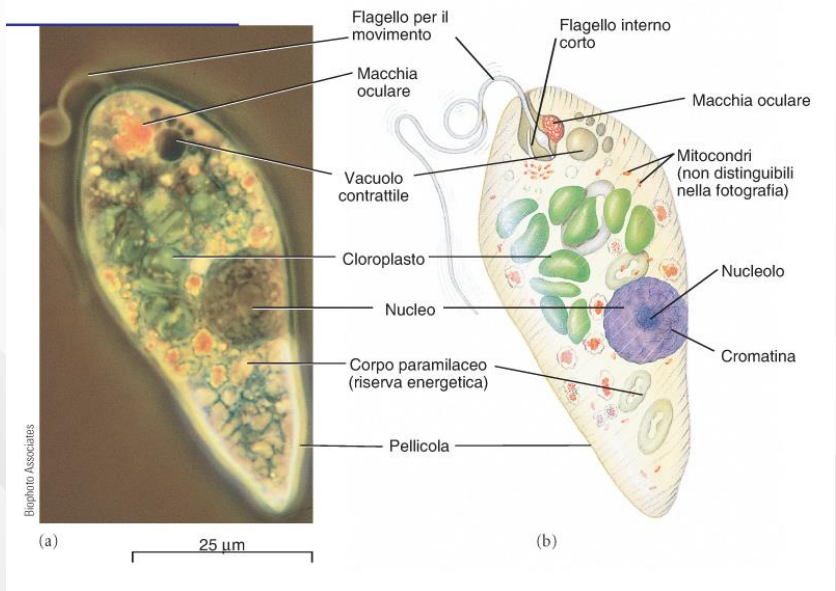 Flagello per il
movimento
Flagello interno
corto
Macchia
oculare
Macchia oculare
Mitocondri
(non distinguibili
nella fotografia)
Vacuolo
contrattile
Cloroplasto
Nucleolo
Nucleo
Cromatina
Corpo paramilaceo
(riserva energetica)
Pellicola
Biophoto Associates
(a)
25 µm
(b)